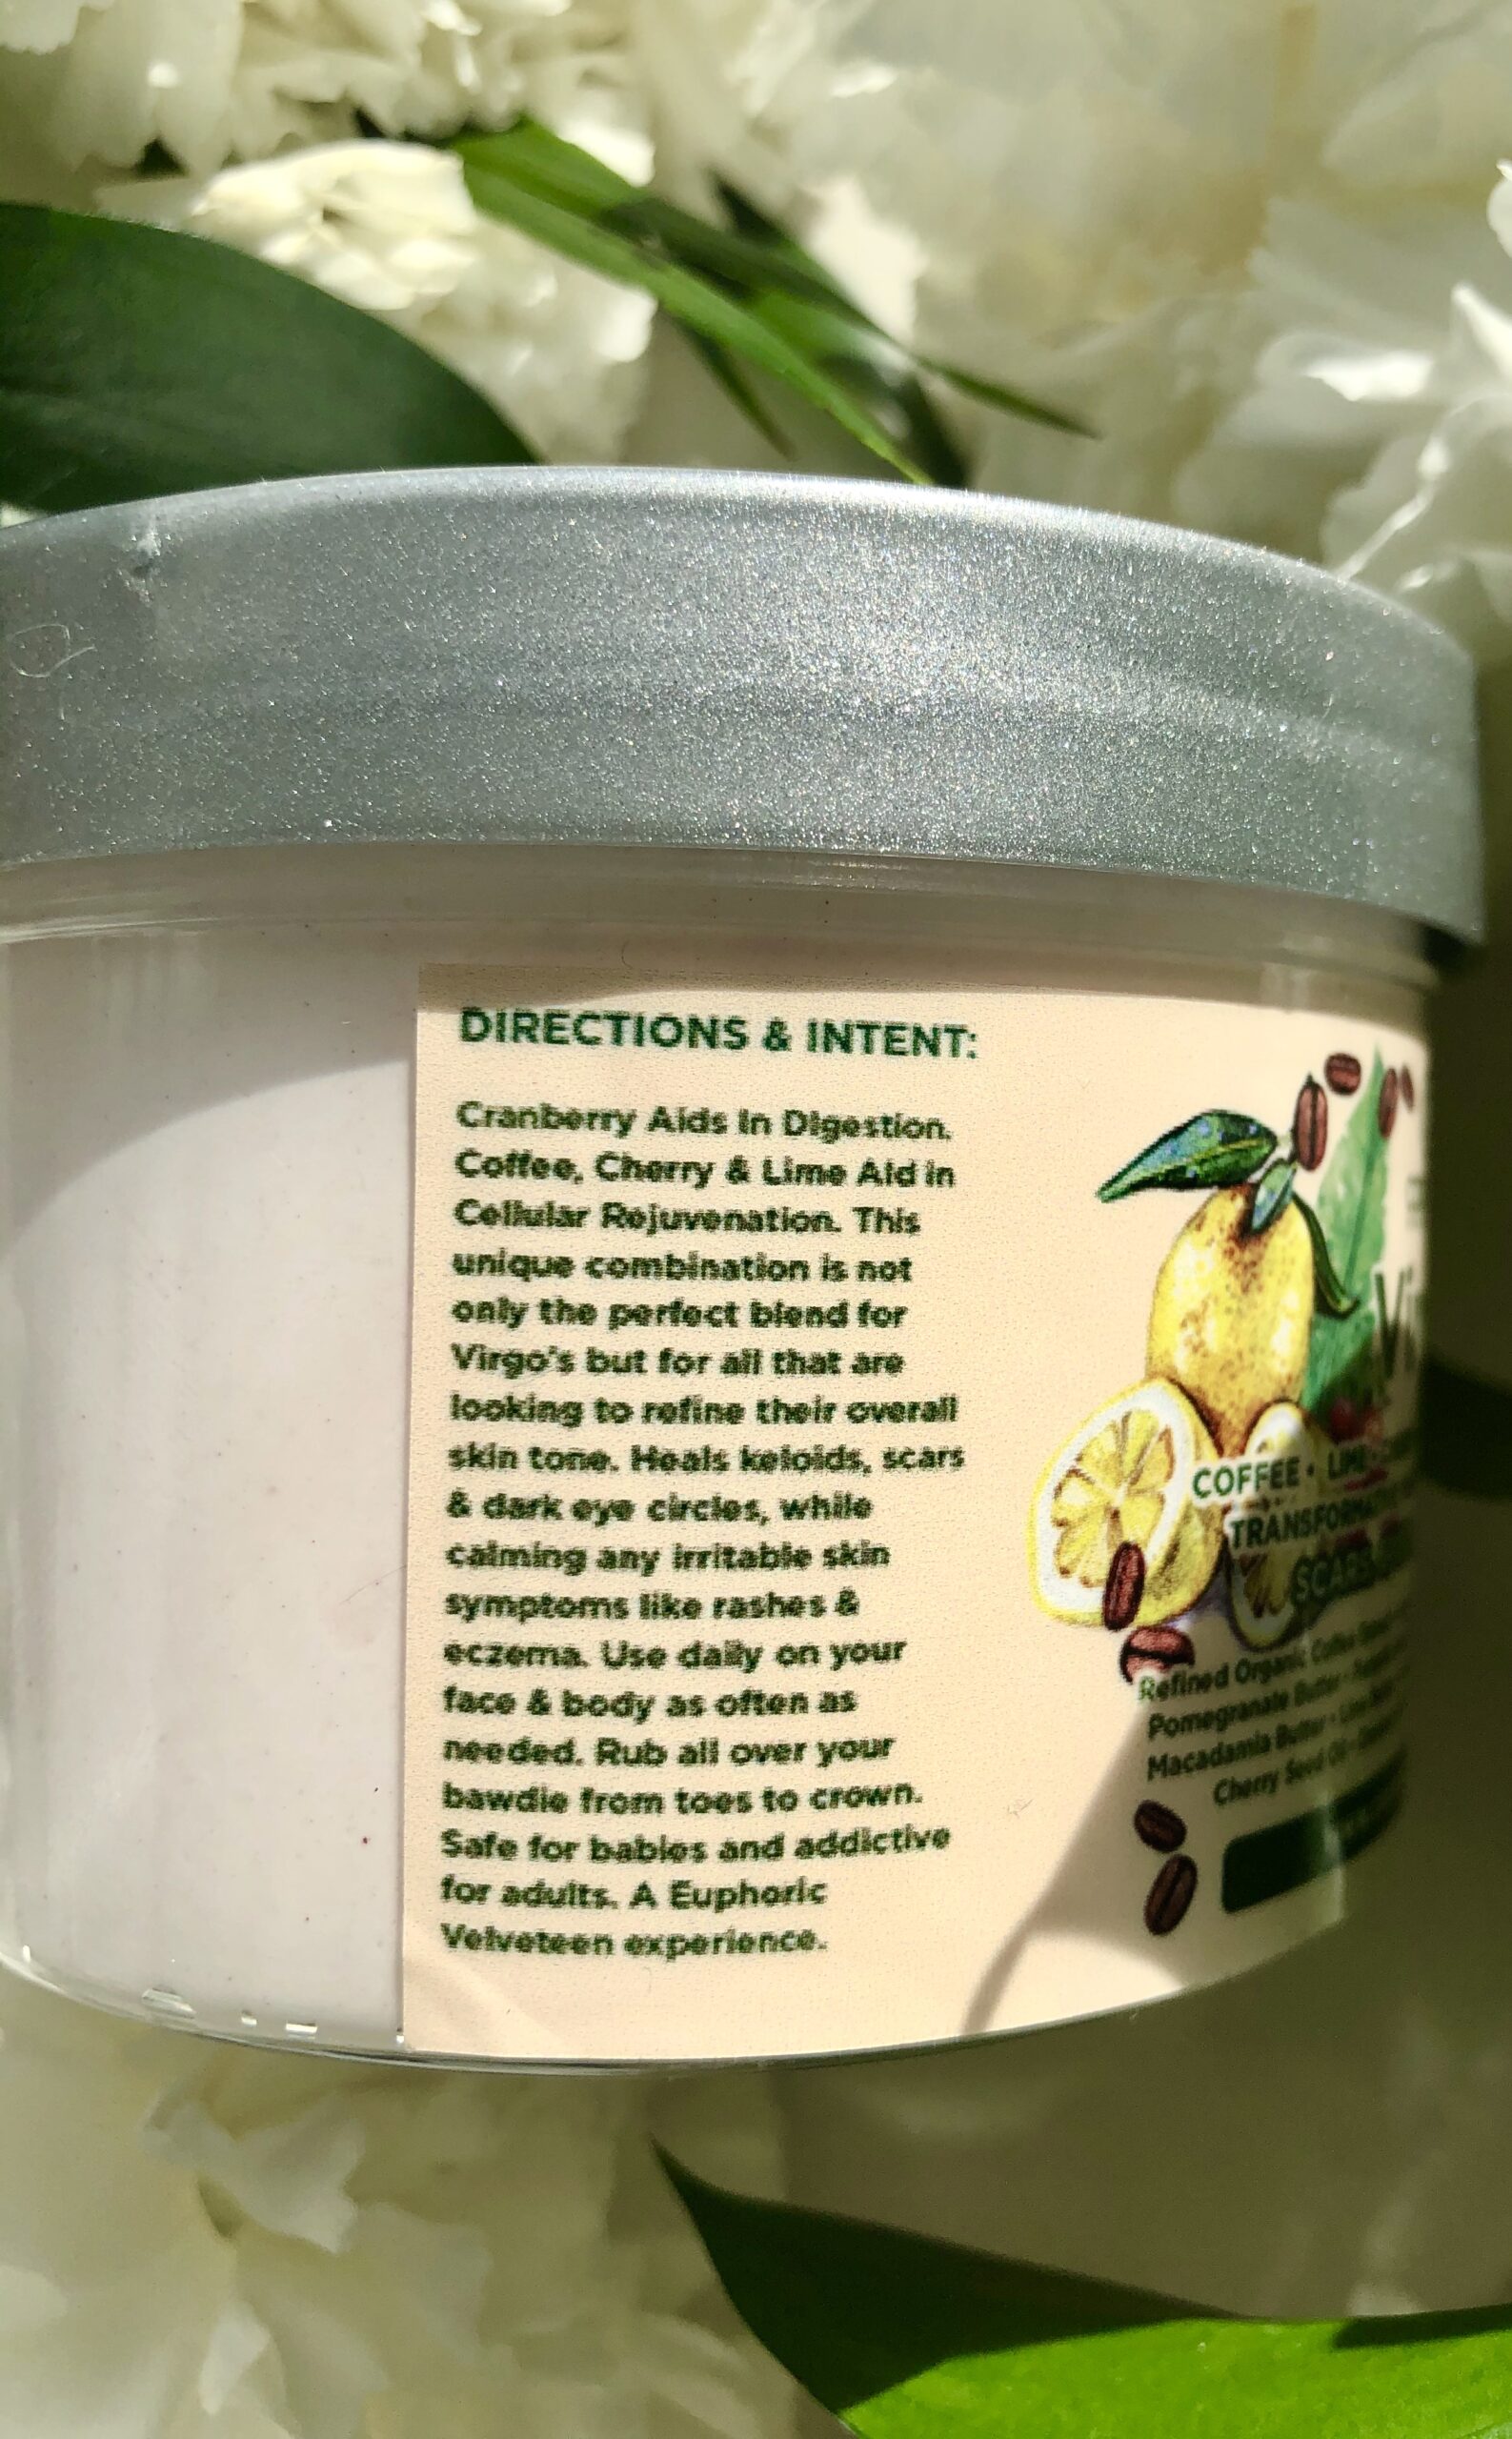 DIRECTIONS & INTENT:
Cranberry Aids In Digestion.
Coffee, Cherry & Lime Aid in
Cellular Rejuvenation. This
unique combination is not
only the perfect blend for
Virgo's but for all that are
looking to refine their overall
skin tone. Heals keloids, scars
& dark eye circles, while
calming any irritable skin
symptoms like rashes &
eczema. Use daily on your
face & body as often as
needed. Rub all over your
bawdie from toes to crown.
Safe for babies and addictive
for adults. A Euphoric
Velveteen experience.
COFFEE • LIME
SCARS
Refined Organic Coffee
Pomegranate Butter
Macadamia Butter
Cherry Seed Oil